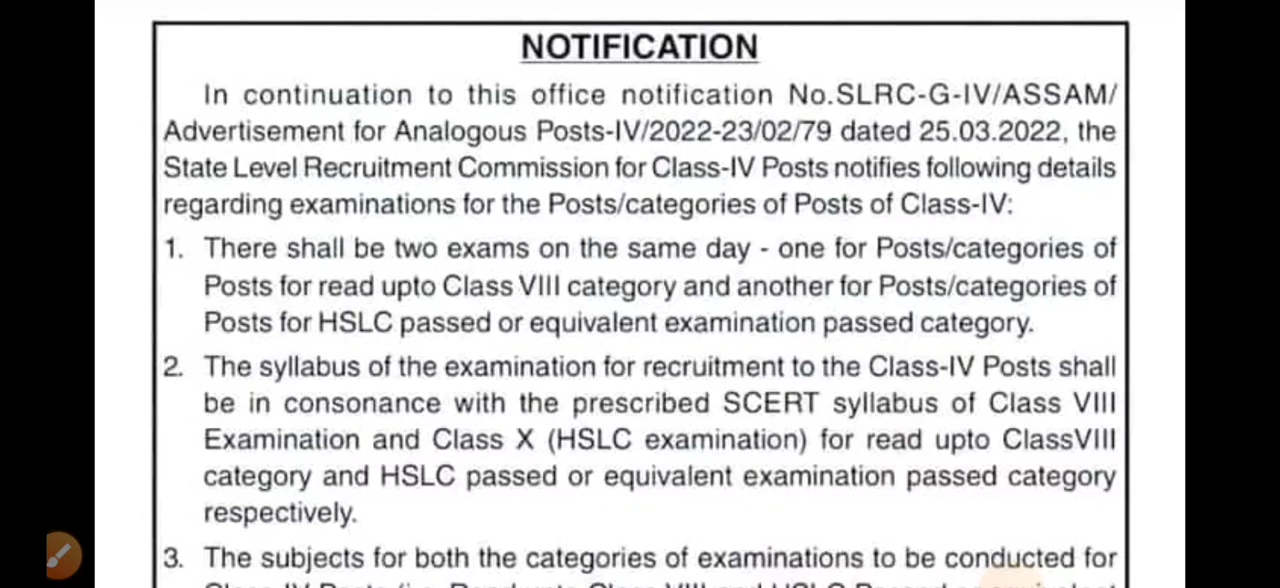 NOTIFICATION
In continuation to this office notification No.SLRC-G-IV/ASSAM/
Advertisement for Analogous Posts-IV/2022-23/02/79 dated 25.03.2022, the
State Level Recruitment Commission for Class-IV Posts notifies following details
regarding examinations for the Posts/categories of Posts of Class-IV:
1. There shall be two exams on the same day - one for Posts/categories of
Posts for read upto Class VIII category and another for Posts/categories of
Posts for HSLC passed or equivalent examination passed category.
2. The syllabus of the examination for recruitment to the Class-IV Posts shall
be in consonance with the prescribed SCERT syllabus of Class VIII
Examination and Class X (HSLC examination) for read upto ClassVIII
category and HSLC passed or equivalent examination passed category
respectively.
3. The subjects for both the categories of examinations to be conducted for